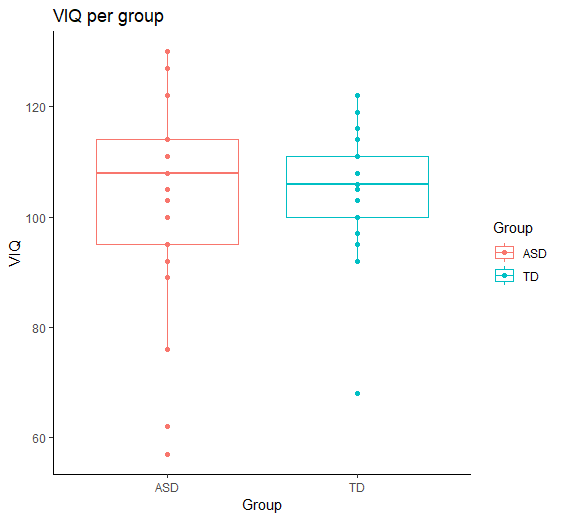 VIQ per group
VIQ
120
100
80
60
ASD
TD
Group
Group
ASD
TD